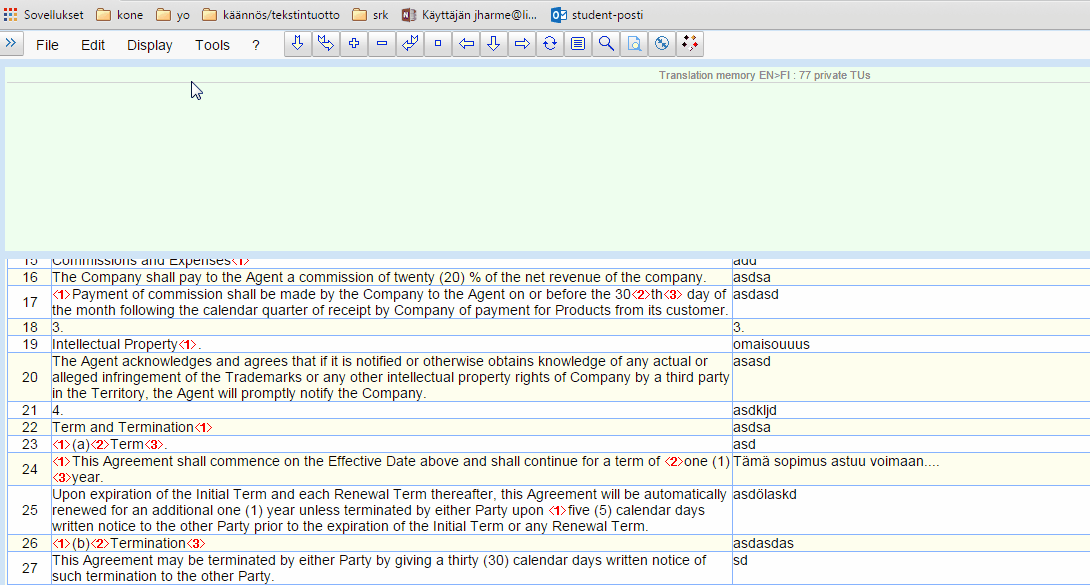 Sovellukset kone yo käännös/tekstintuotto srk Käyttäjän jharme@li... student-posti
File Edit Display Tools ?
Translation memory EN>FI : 77 private TUs
15 Commissions and Expenses<1> add
16 The Company shall pay to the Agent a commission of twenty (20) % of the net revenue of the company. asdsa
17 <1>Payment of commission shall be made by the Company to the Agent on or before the 30<2>th<3> day of asdasd
the month following the calendar quarter of receipt by Company of payment for Products from its customer.
18 3. 3.
19 Intellectual Property<1>. omaisouuus
20 The Agent acknowledges and agrees that if it is notified or otherwise obtains knowledge of any actual or asasd
alleged infringement of the Trademarks or any other intellectual property rights of Company by a third party
in the Territory, the Agent will promptly notify the Company.
21 4. asdkljd
22 Term and Termination<1> asdsa
23 <1>(a)<2>Term<3>. asd
24 <1>This Agreement shall commence on the Effective Date above and shall continue for a term of <2>one (1) Tämä sopimus astuu voimaan....
<3>year.
25 Upon expiration of the Initial Term and each Renewal Term thereafter, this Agreement will be automatically asdölaskd
renewed for an additional one (1) year unless terminated by either Party upon <1>five (5) calendar days
written notice to the other Party prior to the expiration of the Initial Term or any Renewal Term.
26 <1>(b)<2>Termination<3> asdasdas
27 This Agreement may be terminated by either Party by giving a thirty (30) calendar days written notice of sd
such termination to the other Party.